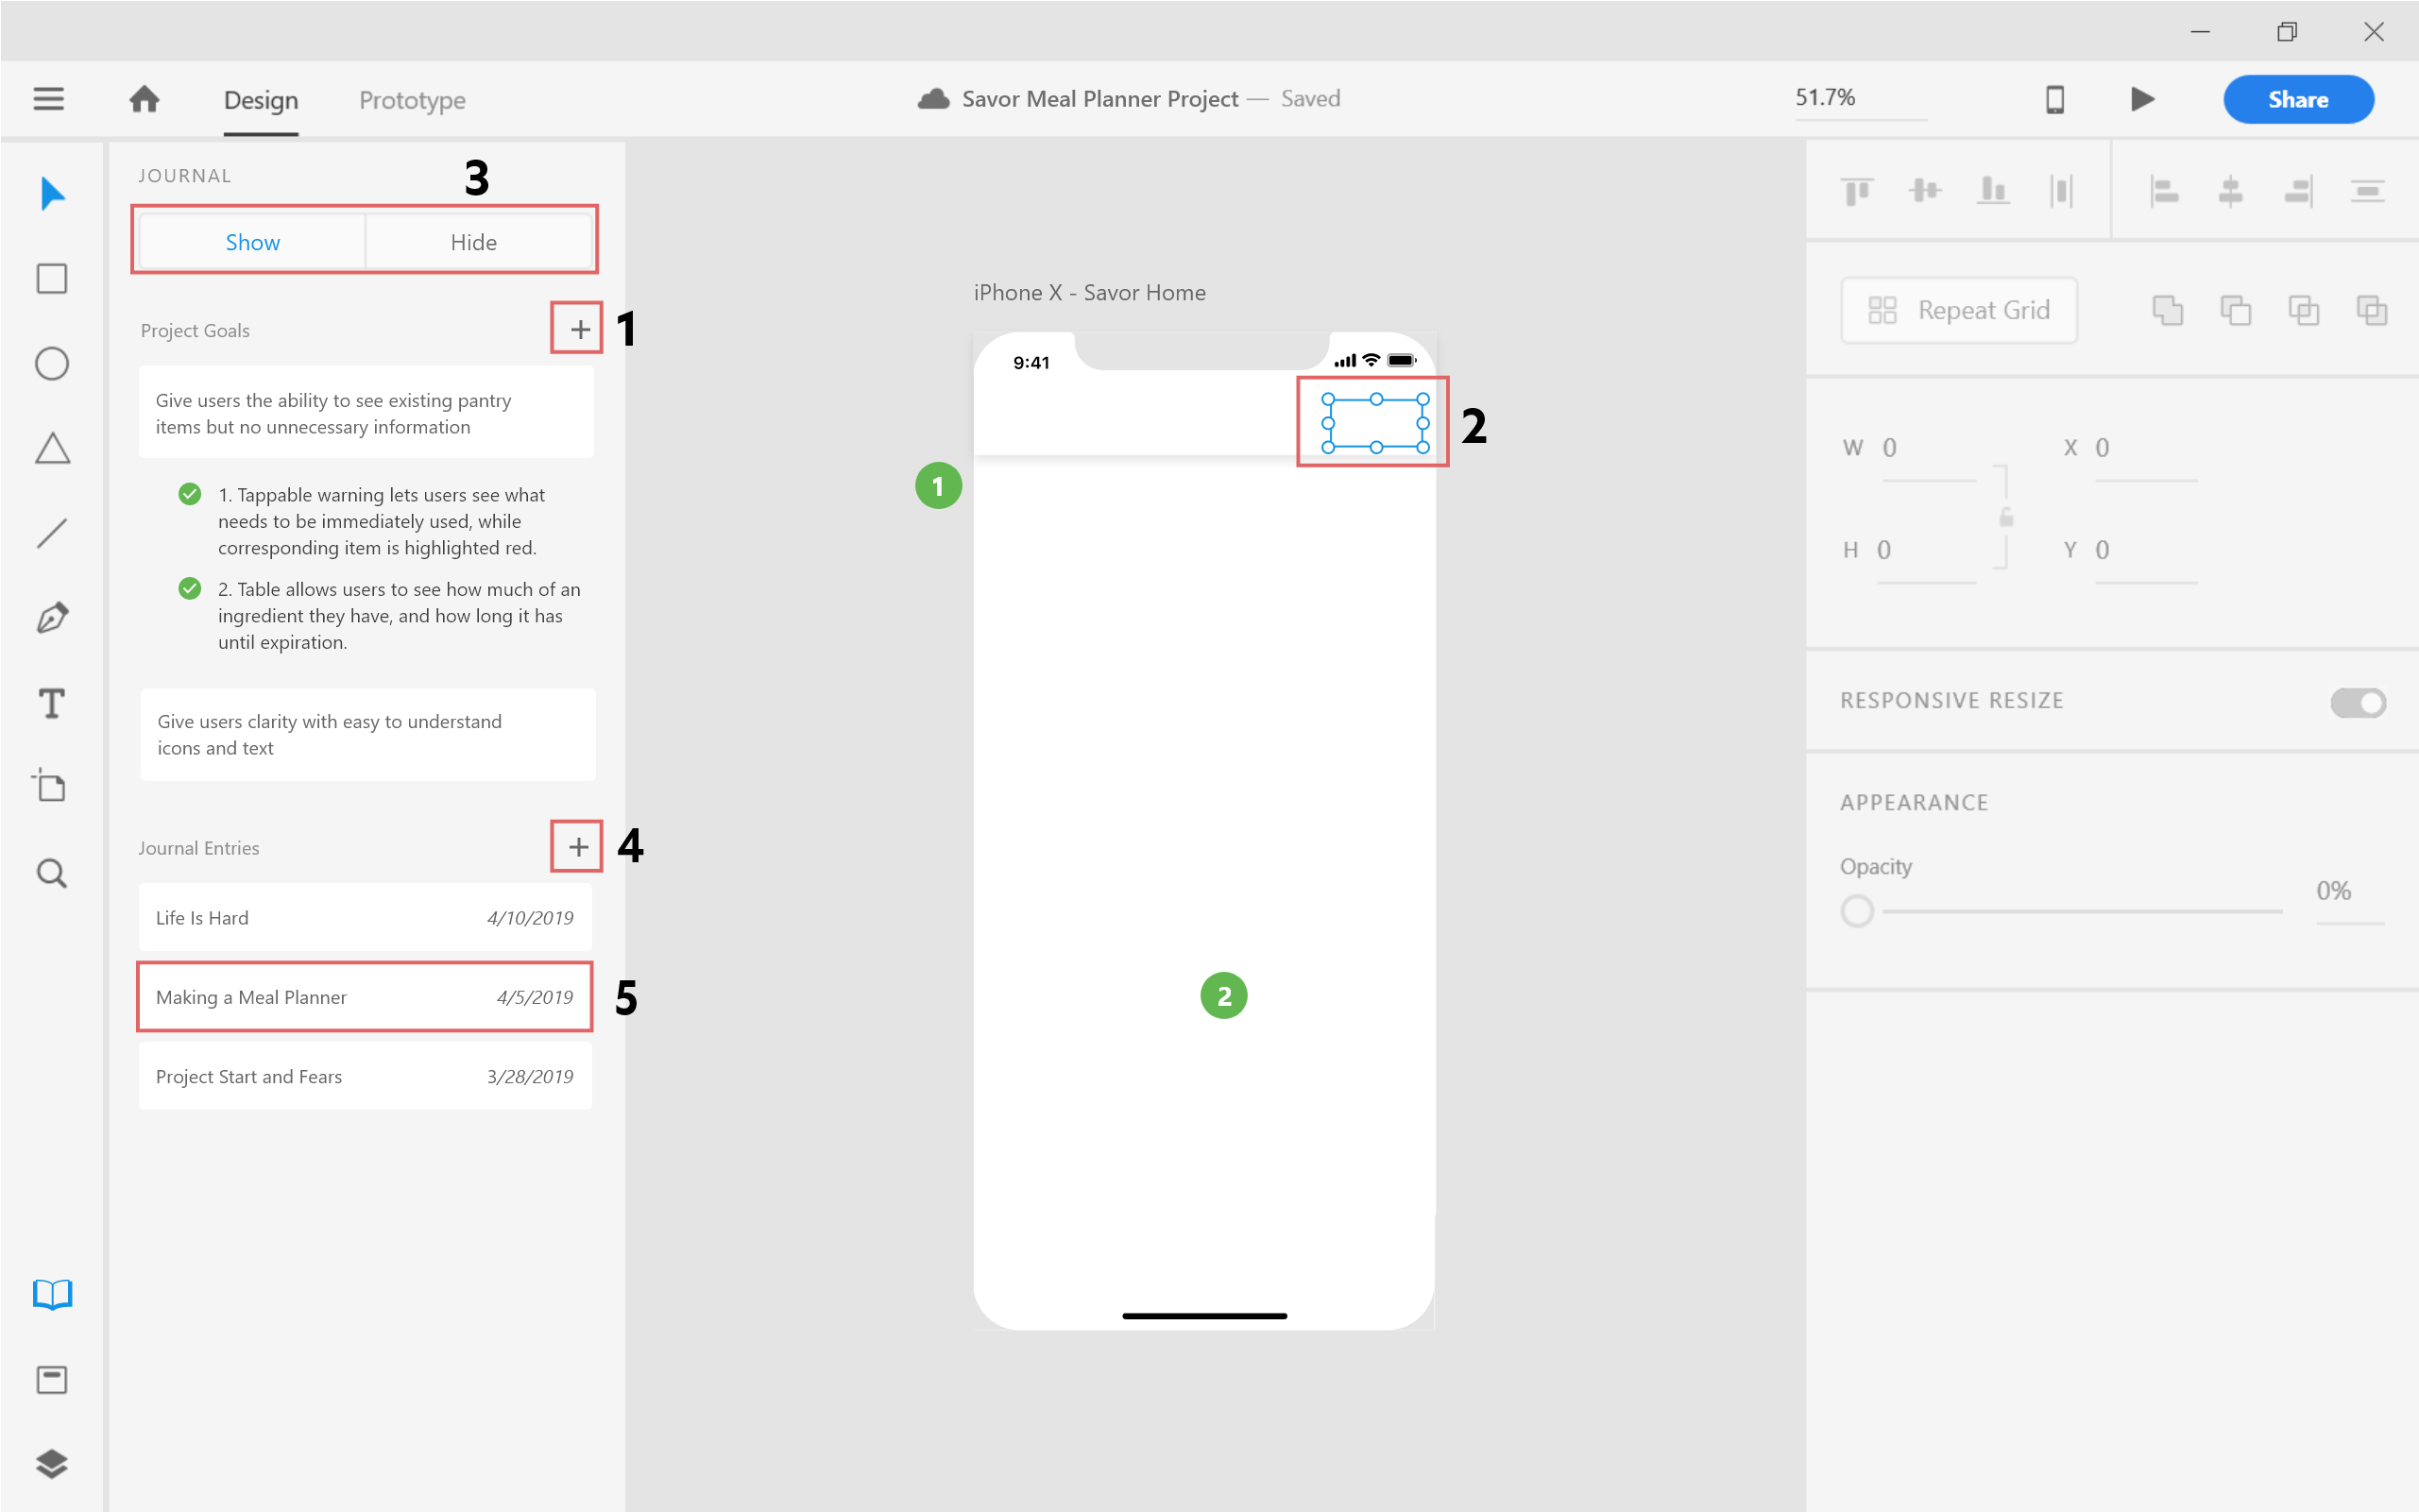 Design
Prototype
Savor Meal Planner Project — Saved
51.7%
Share
JOURNAL
3
Show
Hide
Project Goals
1
Give users the ability to see existing pantry
items but no unnecessary information
1. Tappable warning lets users see what
needs to be immediately used, while
corresponding item is highlighted red.
2. Table allows users to see how much of an
ingredient they have, and how long it has
until expiration.
Give users clarity with easy to understand
icons and text
Journal Entries
4
Life Is Hard 4/10/2019
Making a Meal Planner 4/5/2019
5
Project Start and Fears 3/28/2019
iPhone X - Savor Home
9:41
2
1
2
Repeat Grid
W 0
X 0
H 0
Y 0
RESPONSIVE RESIZE
APPEARANCE
Opacity
0%